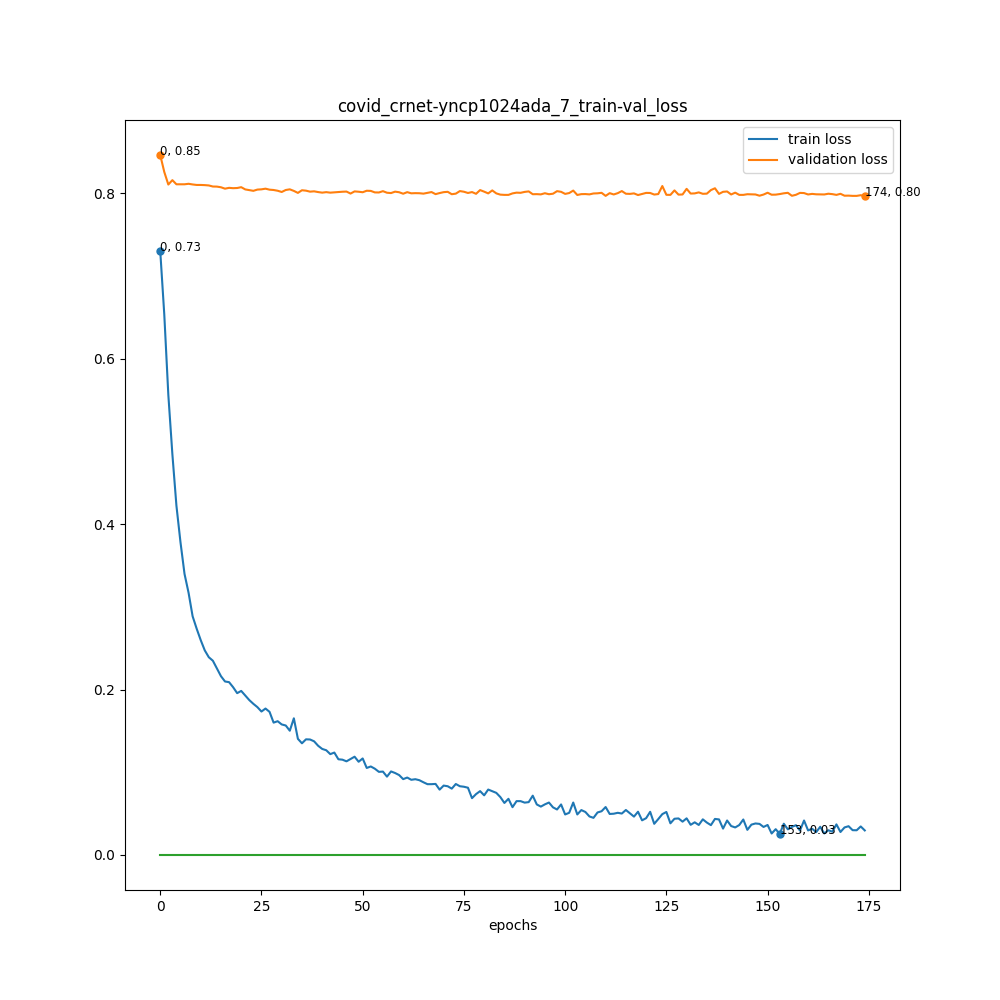 covid_crnet-yncp1024ada_7_train-val_loss
train loss
validation loss
0, 0.85
174, 0.80
0, 0.73
153, 0.03
0.8
0.6
0.4
0.2
0.0
0 25 50 75 100 125 150 175
epochs